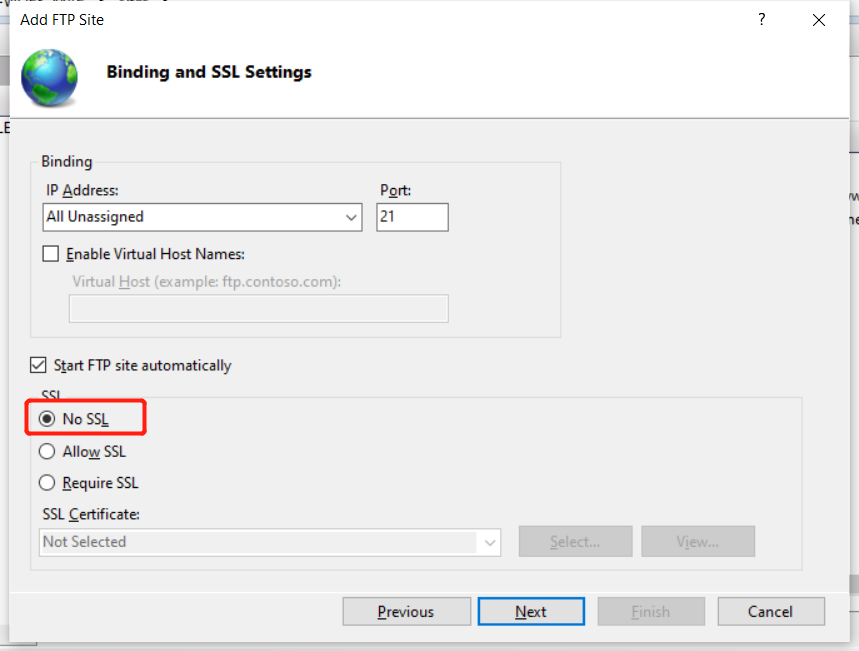 Add FTP Site
?
Binding and SSL Settings
Binding
IP Address:
Port:
All Unassigned
21
Enable Virtual Host Names:
Virtual Host (example: ftp.contoso.com):
Start FTP site automatically
SSL
No SSL
Allow SSL
Require SSL
SSL Certificate:
Not Selected
Select...
View...
Previous
Next
Finish
Cancel